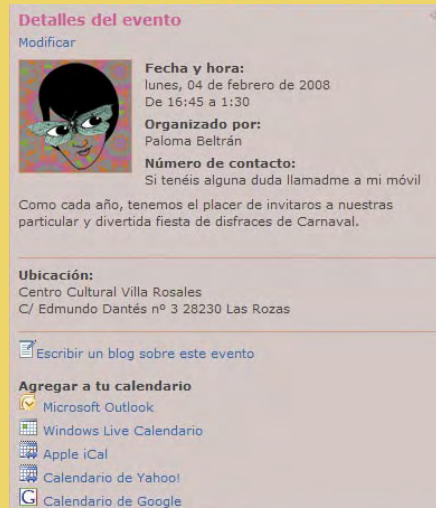 Detalles del evento
Modificar
Fecha y hora:
lunes, 04 de febrero de 2008
De 16:45 a 1:30
Organizado por:
Paloma Beltrán
Número de contacto:
Si tenéis alguna duda llamadme a mi móvil
Como cada año, tenemos el placer de invitaros a nuestras
particular y divertida fiesta de disfraces de Carnaval.
Ubicación:
Centro Cultural Villa Rosales
C/ Edmundo Dantés nº 3 28230 Las Rozas
Escribir un blog sobre este evento
Agregar a tu calendario
Microsoft Outlook
Windows Live Calendario
Apple iCal
Calendario de Yahoo!
G Calendario de Google